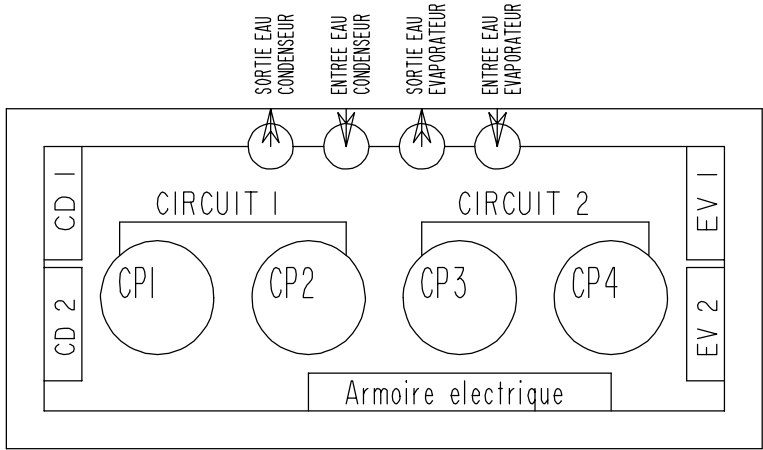 SORTIE EAU
CONDENSEUR
ENTREE EAU
CONDENSEUR
SORTIE EAU
EVAPORATEUR
ENTREE EAU
EVAPORATEUR
CD 1
CIRCUIT 1
CIRCUIT 2
EV 1
CP1
CP2
CP3
CP4
CD 2
EV 2
Armoire electrique